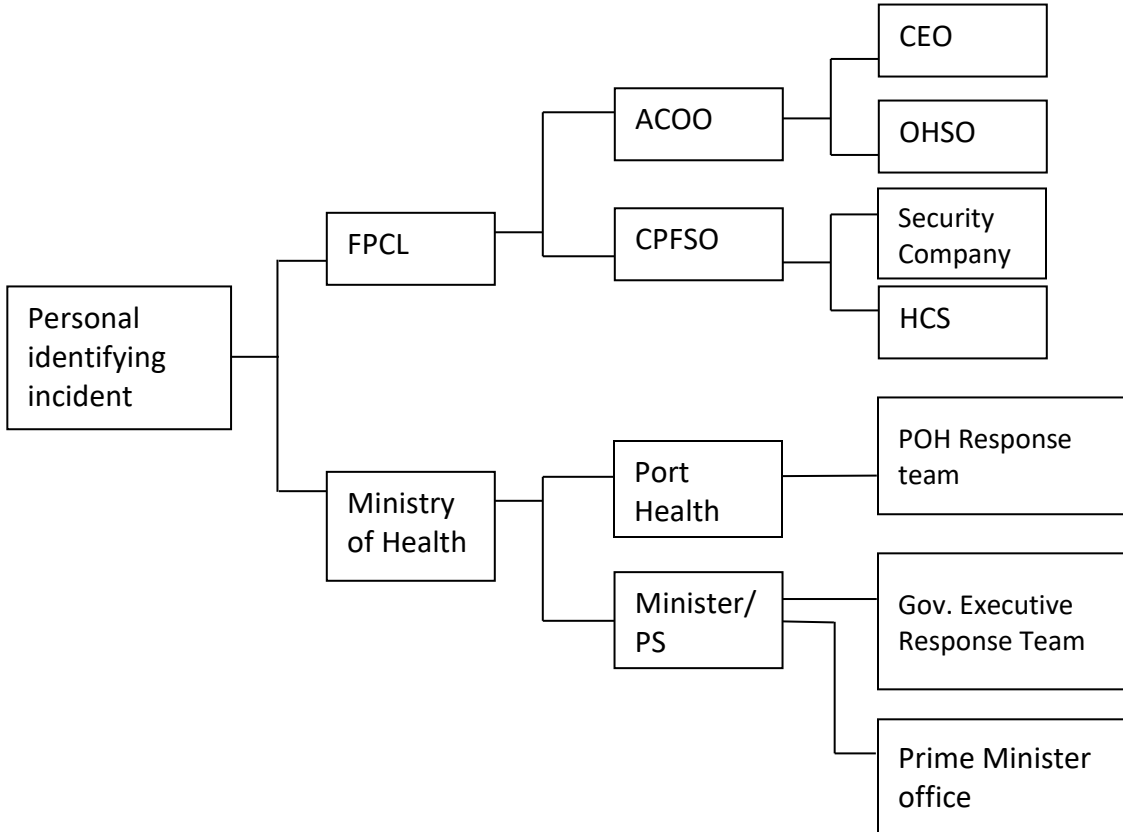 CEO
ACOO
OHSO
FPCL
CPFSO
Security
Company
HCS
Personal
identifying
incident
Ministry
of Health
Port
Health
POH Response
team
Minister/
PS
Gov. Executive
Response Team
Prime Minister
office